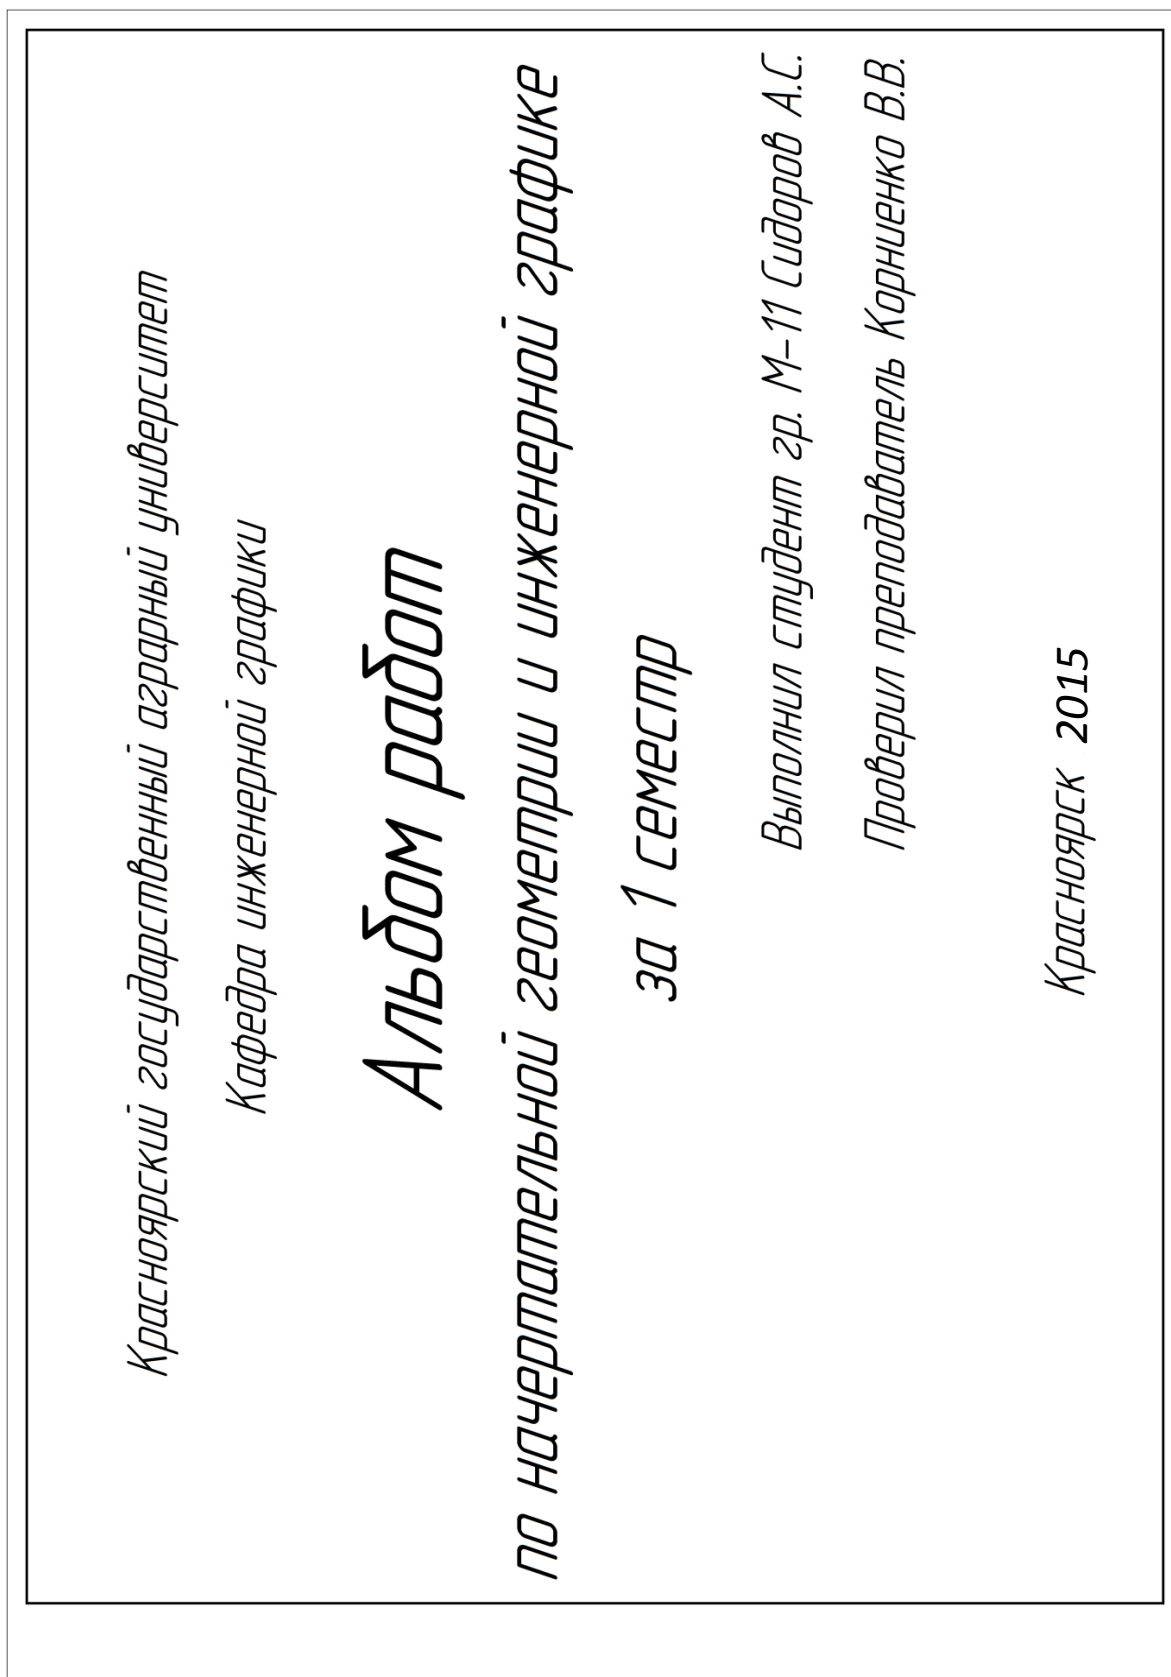 Красноярский государственный аграрный университет
Кафедра инженерной графики
Альбом работ
по начертательной геометрии и инженерной графике
за 1 семестр
Выполнил студент гр. М-11 Сидоров А.С.
Проверил преподаватель Корниенко В.В.
Красноярск 2015